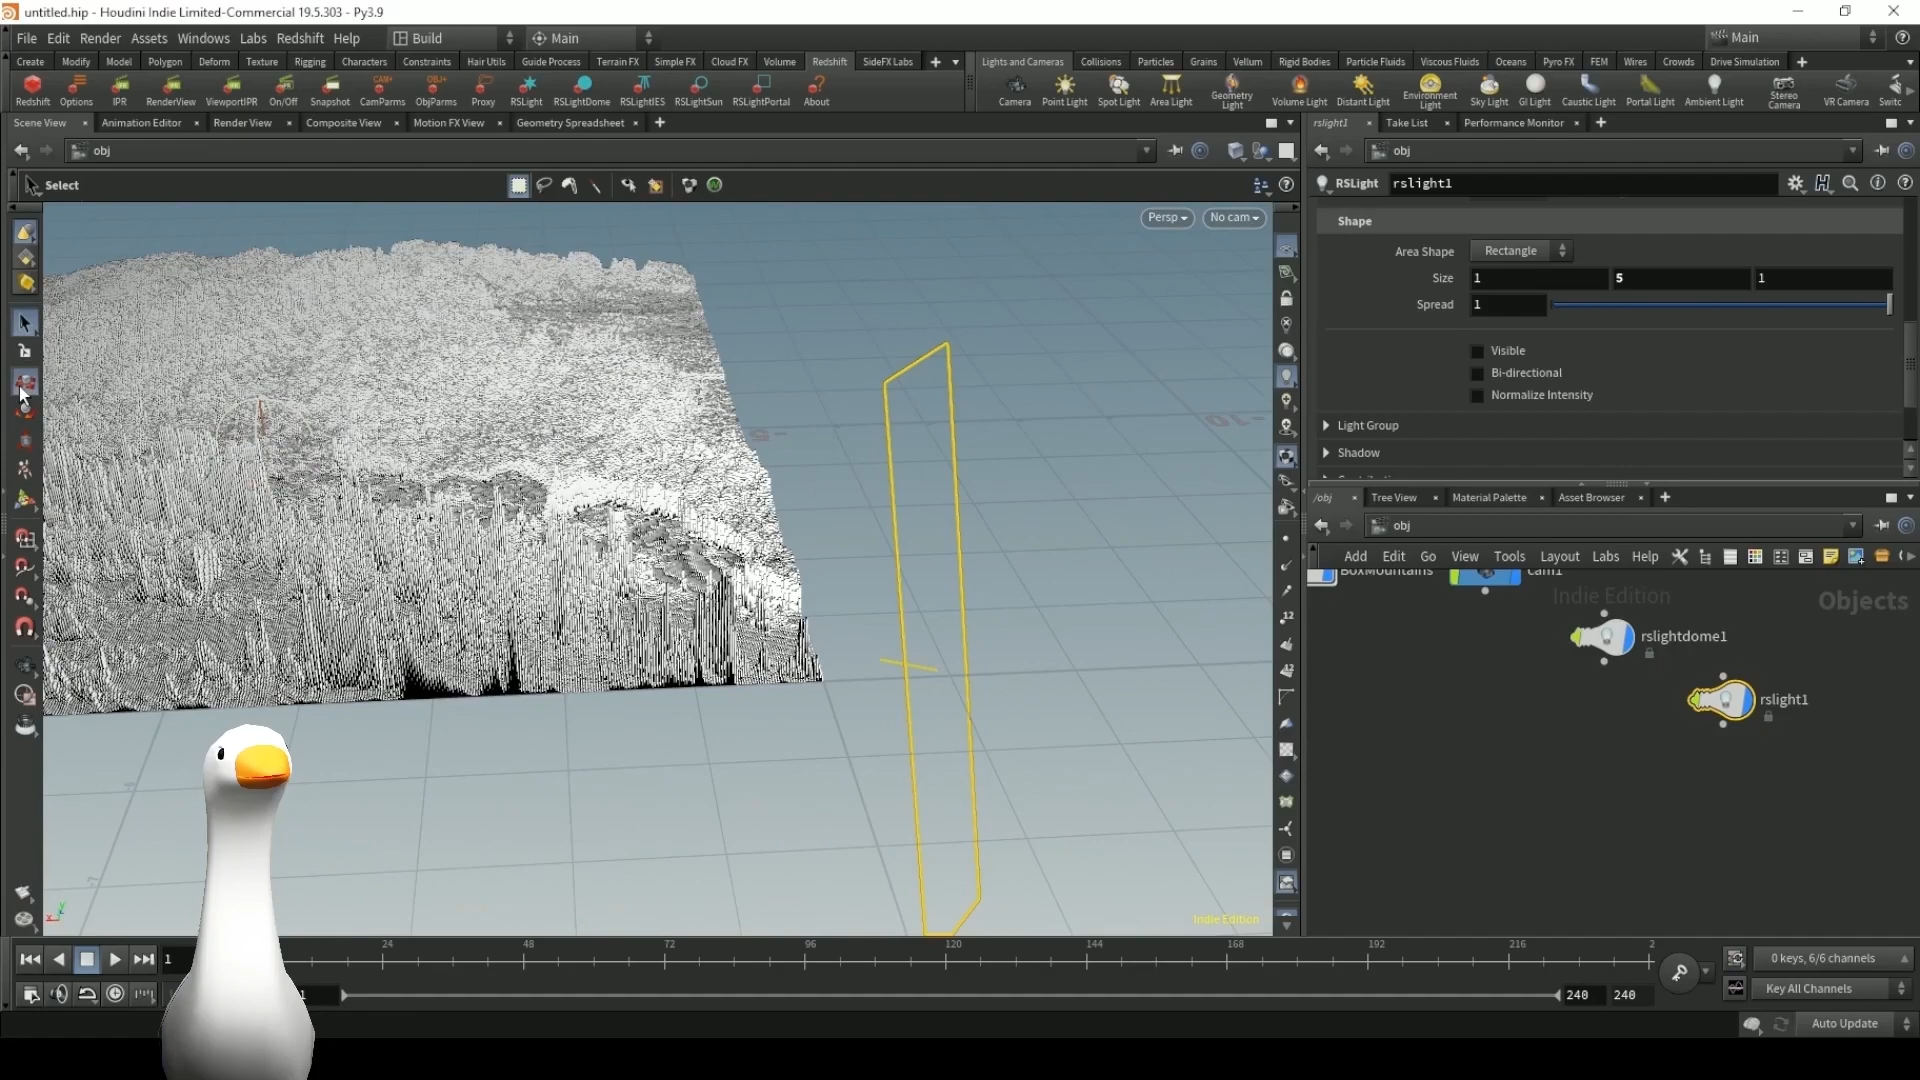 untitled.hip - Houdini Indie Limited-Commercial 19.5.303 - Py3.9
File Edit Render Assets Windows Labs Redshift Help Build Main
Main
Create Modify Model Polygon Deform Texture Rigging Characters Constraints Hair Utils Guide Process Terrain FX Simple FX Cloud FX Volume Redshift SideFX Labs
Lights and Cameras Collisions Particles Grains Vellum Rigid Bodies Particle Fluids Viscous Fluids Oceans Pyro FX FEM Wires Crowds Drive Simulation
Redshift Options IPR RenderView ViewportIPR On/Off Snapshot CamParms ObjParms Proxy RSLight RSLightDome RSLightIES RSLightSun RSLightPortal About
Camera Point Light Spot Light Area Light Geometry Light Volume Light Distant Light Environment Light Sky Light GI Light Caustic Light Portal Light Ambient Light Stereo Camera VR Camera Switc
Scene View Animation Editor Render View Composite View Motion FX View Geometry Spreadsheet
rslight1 Take List Performance Monitor
obj
obj
Select
RSLight rslight1
Persp No cam
Shape
Area Shape Rectangle
Size 1 5 1
Spread 1
Visible
Bi-directional
Normalize Intensity
Light Group
Shadow
/obj Tree View Material Palette Asset Browser
obj
Add Edit Go View Tools Layout Labs Help
BoxMountains cam1
Indie Edition
Objects
rslightdome1
rslight1
Indie Edition
1 24 48 72 96 120 144 168 192 216 2
0 keys, 6/6 channels
1 240 240
Key All Channels
Auto Update